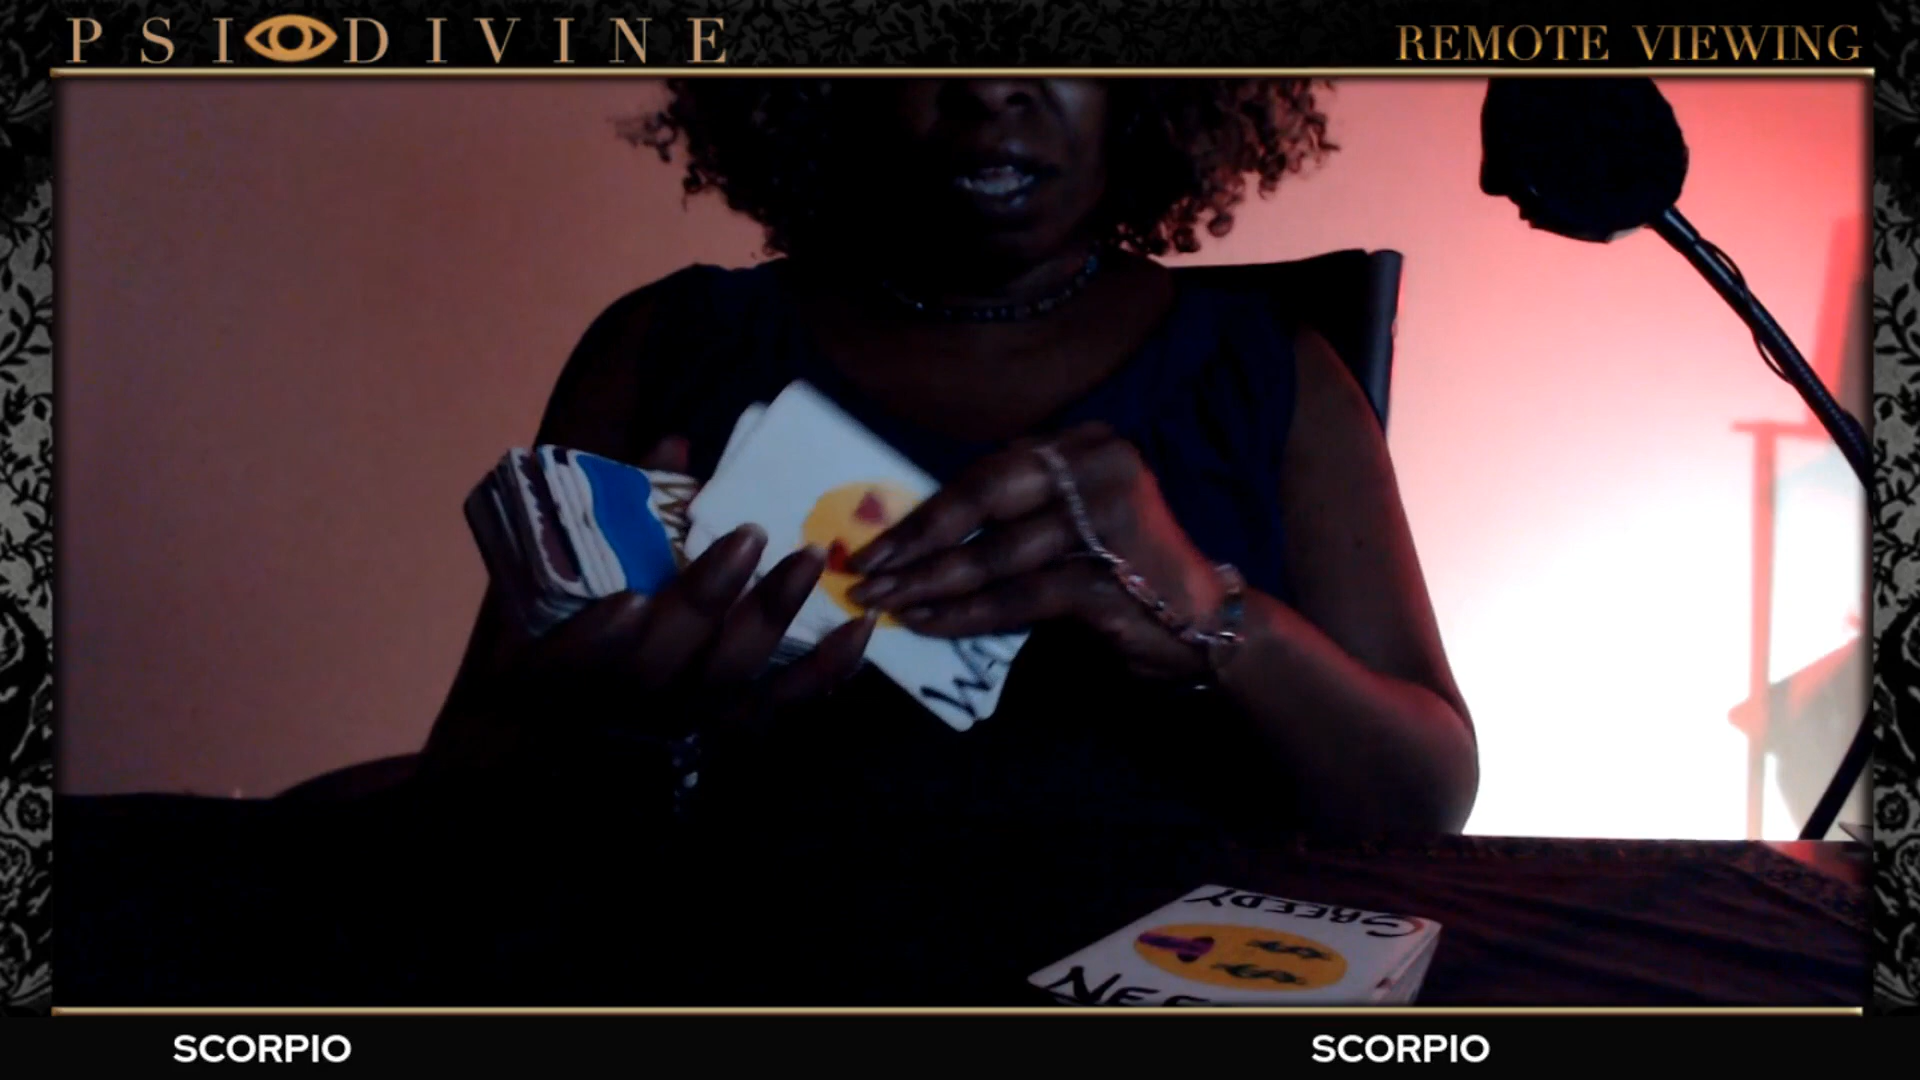 PSI DIVINE
REMOTE VIEWING
GREEDY
SCORPIO
SCORPIO